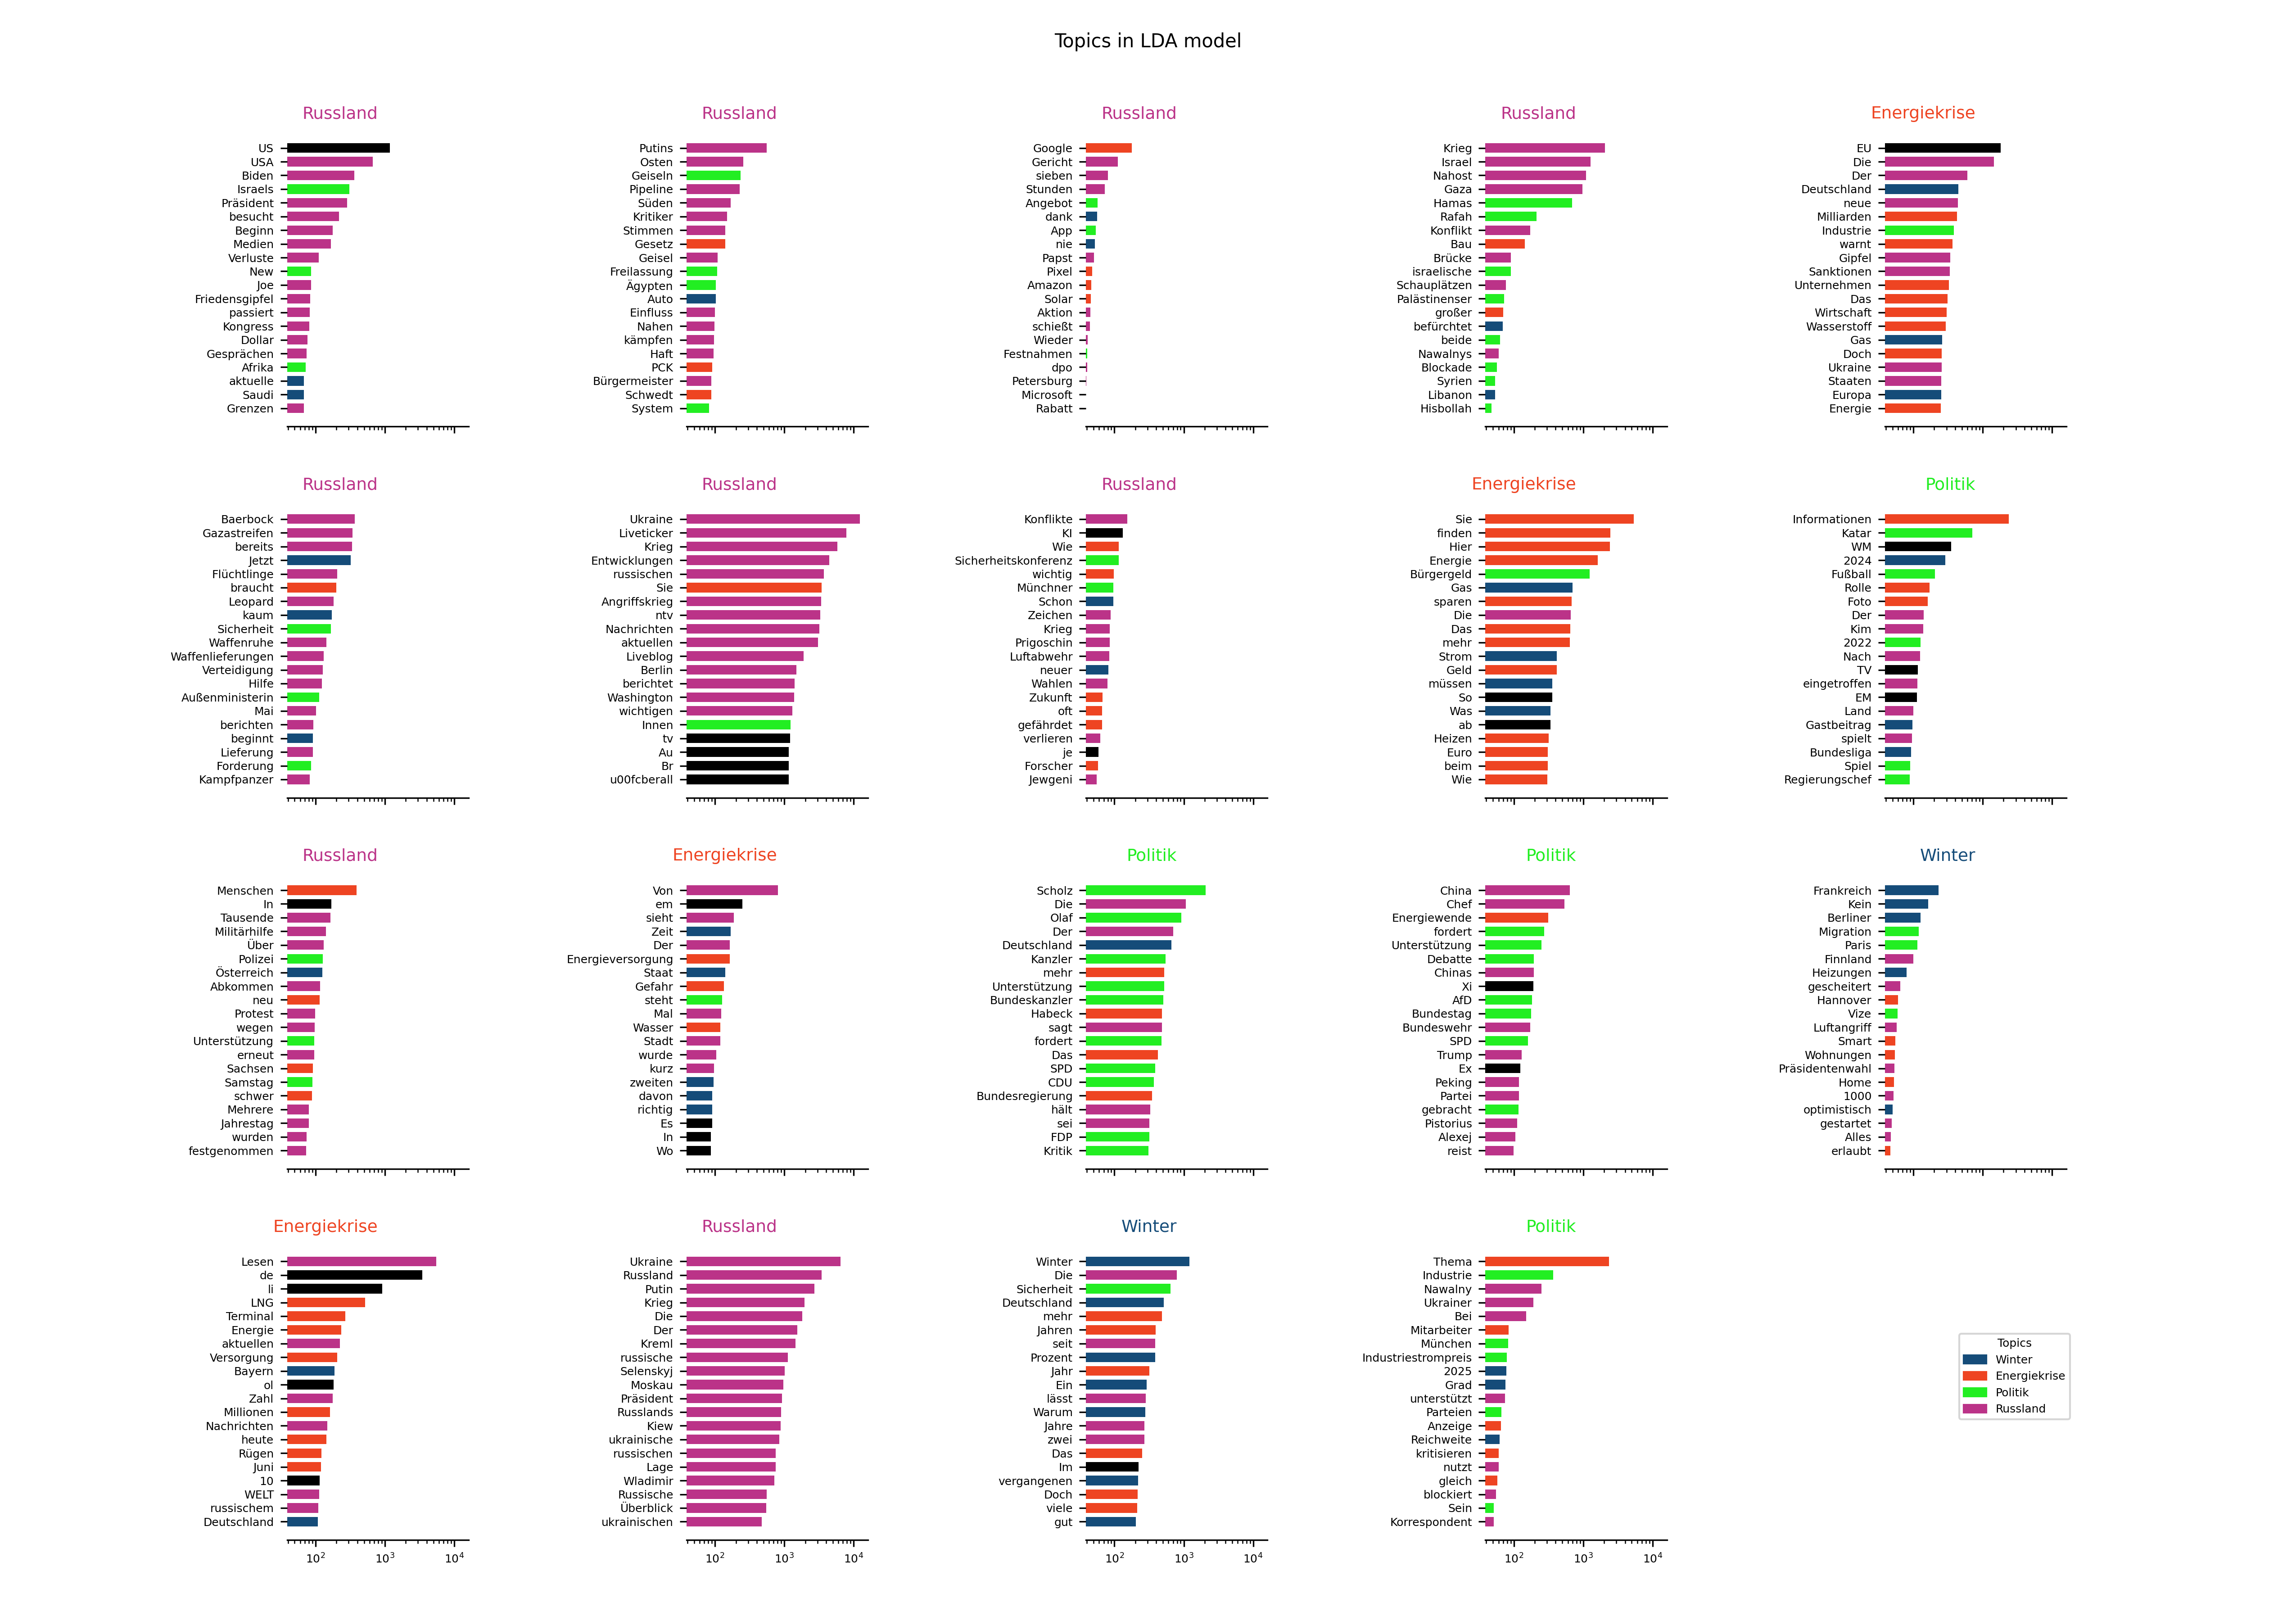 Topics in LDA model
Russland
US
USA
Biden
Israels
Präsident
besucht
Beginn
Medien
Verluste
New
Joe
Friedensgipfel
passiert
Kongress
Dollar
Gesprächen
Afrika
aktuelle
Saudi
Grenzen
Russland
Putins
Osten
Geiseln
Pipeline
Süden
Kritiker
Stimmen
Gesetz
Geisel
Freilassung
Ägypten
Auto
Einfluss
Nahen
kämpfen
Haft
PCK
Bürgermeister
Schwedt
System
Russland
Google
Gericht
sieben
Stunden
Angebot
dank
App
nie
Papst
Pixel
Amazon
Solar
Aktion
schießt
Wieder
Festnahmen
dpo
Petersburg
Microsoft
Rabatt
Russland
Krieg
Israel
Nahost
Gaza
Hamas
Rafah
Konflikt
Bau
Brücke
israelische
Schauplätzen
Palästinenser
großer
befürchtet
beide
Nawalnys
Blockade
Syrien
Libanon
Hisbollah
Energiekrise
EU
Die
Der
Deutschland
neue
Milliarden
Industrie
warnt
Gipfel
Sanktionen
Unternehmen
Das
Wirtschaft
Wasserstoff
Gas
Doch
Ukraine
Staaten
Europa
Energie
Russland
Baerbock
Gazastreifen
bereits
Jetzt
Flüchtlinge
braucht
Leopard
kaum
Sicherheit
Waffenruhe
Waffenlieferungen
Verteidigung
Hilfe
Außenministerin
Mai
berichten
beginnt
Lieferung
Forderung
Kampfpanzer
Russland
Ukraine
Liveticker
Krieg
Entwicklungen
russischen
Sie
Angriffskrieg
ntv
Nachrichten
aktuellen
Liveblog
Berlin
berichtet
Washington
wichtigen
Innen
tv
Au
Br
u00fcberall
Russland
Konflikte
KI
Wie
Sicherheitskonferenz
wichtig
Münchner
Schon
Zeichen
Krieg
Prigoschin
Luftabwehr
neuer
Wahlen
Zukunft
oft
gefährdet
verlieren
je
Forscher
Jewgeni
Energiekrise
Sie
finden
Hier
Energie
Bürgergeld
Gas
sparen
Die
Das
mehr
Strom
Geld
müssen
So
Was
ab
Heizen
Euro
beim
Wie
Politik
Informationen
Katar
WM
2024
Fußball
Rolle
Foto
Der
Kim
2022
Nach
TV
eingetroffen
EM
Land
Gastbeitrag
spielt
Bundesliga
Spiel
Regierungschef
Russland
Menschen
In
Tausende
Militärhilfe
Über
Polizei
Österreich
Abkommen
neu
Protest
wegen
Unterstützung
erneut
Sachsen
Samstag
schwer
Mehrere
Jahrestag
wurden
festgenommen
Energiekrise
Von
em
sieht
Zeit
Der
Energieversorgung
Staat
Gefahr
steht
Mal
Wasser
Stadt
wurde
kurz
zweiten
davon
richtig
Es
In
Wo
Politik
Scholz
Die
Olaf
Der
Deutschland
Kanzler
mehr
Unterstützung
Bundeskanzler
Habeck
sagt
fordert
Das
SPD
CDU
Bundesregierung
hält
sei
FDP
Kritik
Politik
China
Chef
Energiewende
fordert
Unterstützung
Debatte
Chinas
Xi
AfD
Bundestag
Bundeswehr
SPD
Trump
Ex
Peking
Partei
gebracht
Pistorius
Alexej
reist
Winter
Frankreich
Kein
Berliner
Migration
Paris
Finnland
Heizungen
gescheitert
Hannover
Vize
Luftangriff
Smart
Wohnungen
Präsidentenwahl
Home
1000
optimistisch
gestartet
Alles
erlaubt
Energiekrise
Lesen
de
li
LNG
Terminal
Energie
aktuellen
Versorgung
Bayern
ol
Zahl
Millionen
Nachrichten
heute
Rügen
Juni
10
WELT
russischem
Deutschland
10² 10³ 10⁴
Russland
Ukraine
Russland
Putin
Krieg
Die
Der
Kreml
russische
Selenskyj
Moskau
Präsident
Russlands
Kiew
ukrainische
russischen
Lage
Wladimir
Russische
Überblick
ukrainischen
10² 10³ 10⁴
Winter
Winter
Die
Sicherheit
Deutschland
mehr
Jahren
seit
Prozent
Jahr
Ein
lässt
Warum
Jahre
zwei
Das
Im
vergangenen
Doch
viele
gut
10² 10³ 10⁴
Politik
Thema
Industrie
Nawalny
Ukrainer
Bei
Mitarbeiter
München
Industriestrompreis
2025
Grad
unterstützt
Parteien
Anzeige
Reichweite
kritisieren
nutzt
gleich
blockiert
Sein
Korrespondent
10² 10³ 10⁴
Topics
Winter
Energiekrise
Politik
Russland